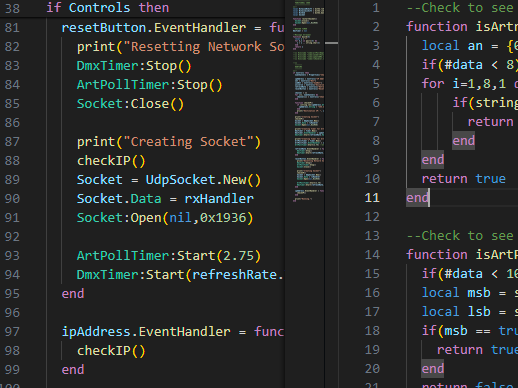 38 if Controls then
81 resetButton.EventHandler = fu
82 print("Resetting Network So
83 DmxTimer:Stop()
84 ArtPollTimer:Stop()
85 Socket:Close()
86
87 print("Creating Socket")
88 checkIP()
89 Socket = UdpSocket.New()
90 Socket.Data = rxHandler
91 Socket:Open(nil,0x1936)
92
93 ArtPollTimer:Start(2.75)
94 DmxTimer:Start(refreshRate.
95 end
96
97 ipAddress.EventHandler = func
98 checkIP()
99 end
1 --Check to see
2 function isArtn
3 local an = {0
4 if(#data < 8)
5 for i=1,8,1 d
6 if(string
7 return
8 end
9 end
10 return true
11 end
12
13 --Check to see
14 function isArtP
15 if(#data < 10
16 local msb = s
17 local lsb = s
18 if(msb == tru
19 return true
20 end
21 return false